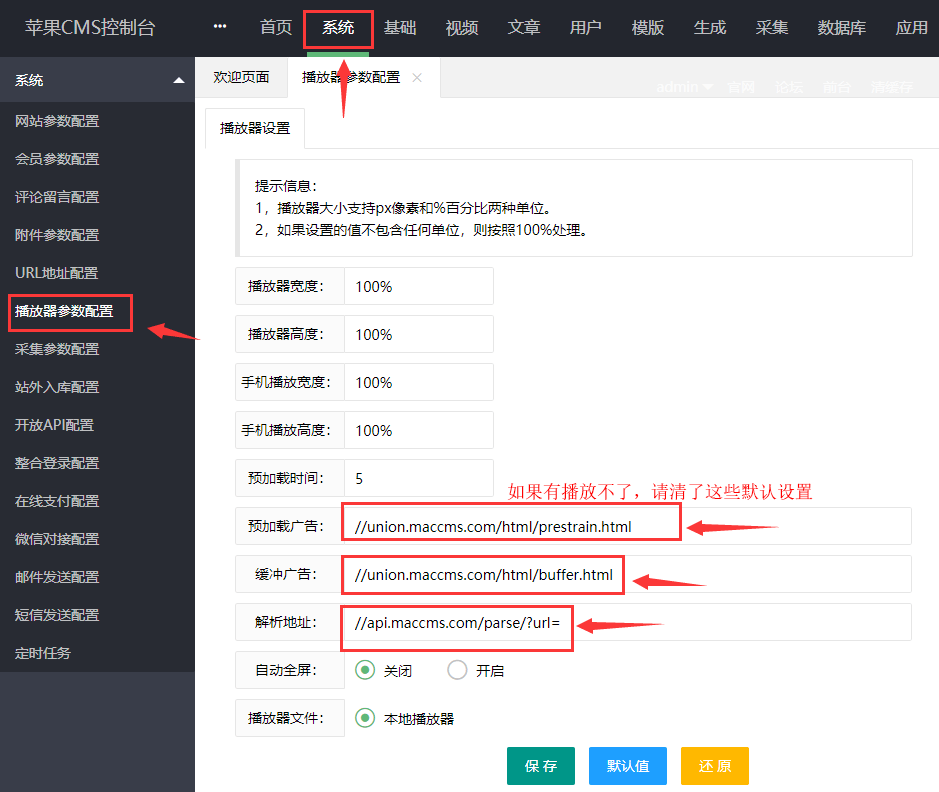 苹果CMS控制台 ••• 首页 系统 基础 视频 文章 用户 模版 生成 采集 数据库 应用
系统
欢迎页面 播放器参数配置 ×
admin 官网 论坛 前台 清缓存
网站参数配置
会员参数配置
评论留言配置
附件参数配置
URL地址配置
播放器参数配置
采集参数配置
站外入库配置
开放API配置
整合登录配置
在线支付配置
微信对接配置
邮件发送配置
短信发送配置
定时任务
播放器设置
提示信息：
1，播放器大小支持px像素和%百分比两种单位。
2，如果设置的值不包含任何单位，则按照100%处理。
播放器宽度： 100%
播放器高度： 100%
手机播放宽度： 100%
手机播放高度： 100%
预加载时间： 5
如果有播放不了，请清了这些默认设置
预加载广告： //union.maccms.com/html/prestrain.html
缓冲广告： //union.maccms.com/html/buffer.html
解析地址： //api.maccms.com/parse/?url=
自动全屏： 关闭 开启
播放器文件： 本地播放器
保 存 默认值 还 原